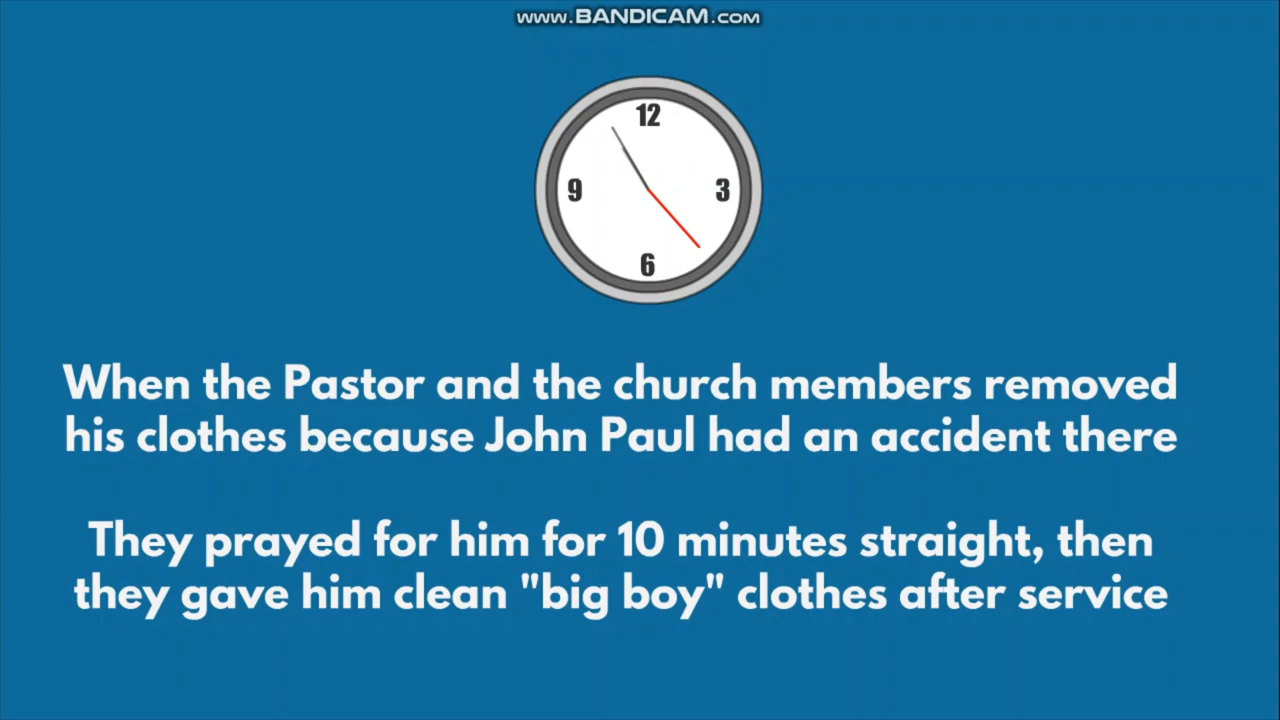 www.BANDICAM.com
12
9 3
6
When the Pastor and the church members removed
his clothes because John Paul had an accident there
They prayed for him for 10 minutes straight, then
they gave him clean "big boy" clothes after service